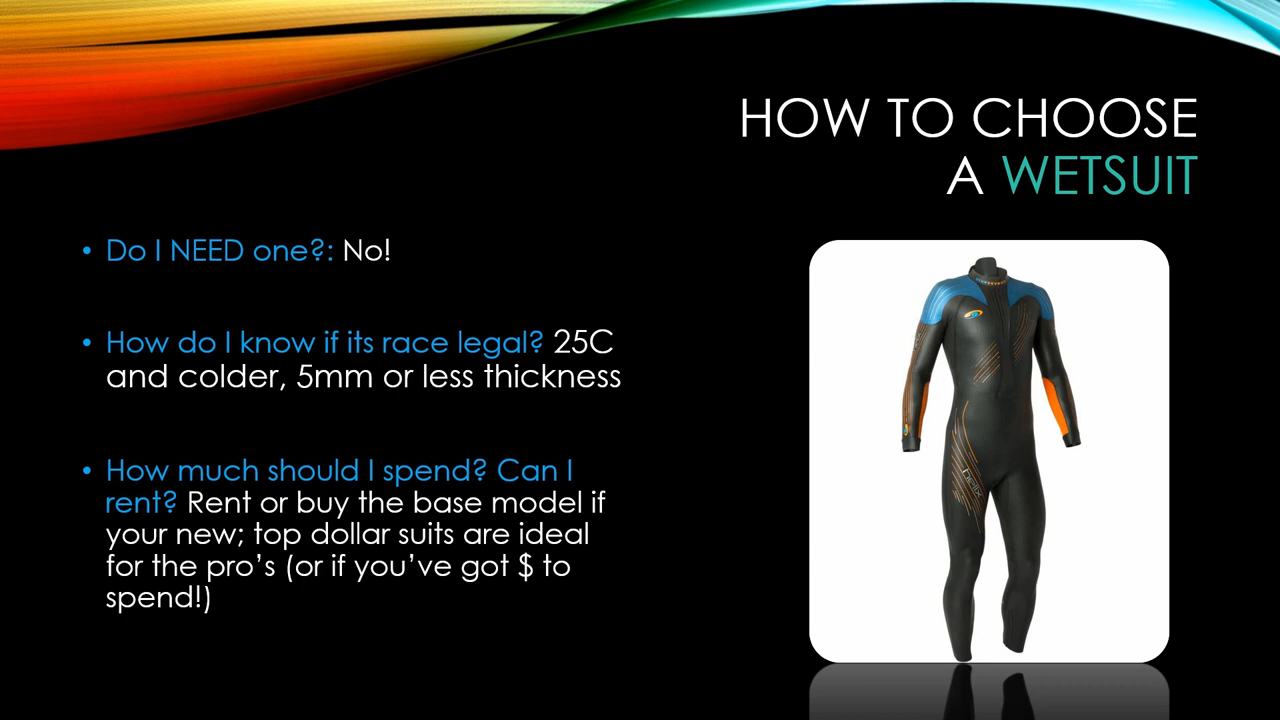 HOW TO CHOOSE
A WETSUIT
• Do I NEED one?: No!
• How do I know if its race legal? 25C
and colder, 5mm or less thickness
• How much should I spend? Can I
rent? Rent or buy the base model if
your new; top dollar suits are ideal
for the pro’s (or if you’ve got $ to
spend!)
helix